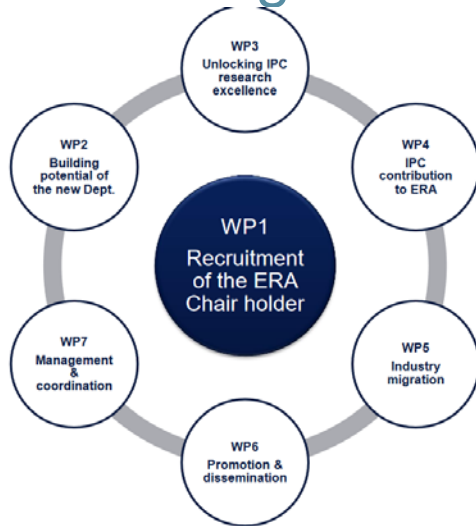 WP3
Unlocking IPC
research
excellence
WP2
Building
potential of
the new Dept.
WP4
IPC
contribution
to ERA
WP1
Recruitment
of the ERA
Chair holder
WP7
Management
&
coordination
WP5
Industry
migration
WP6
Promotion &
dissemination